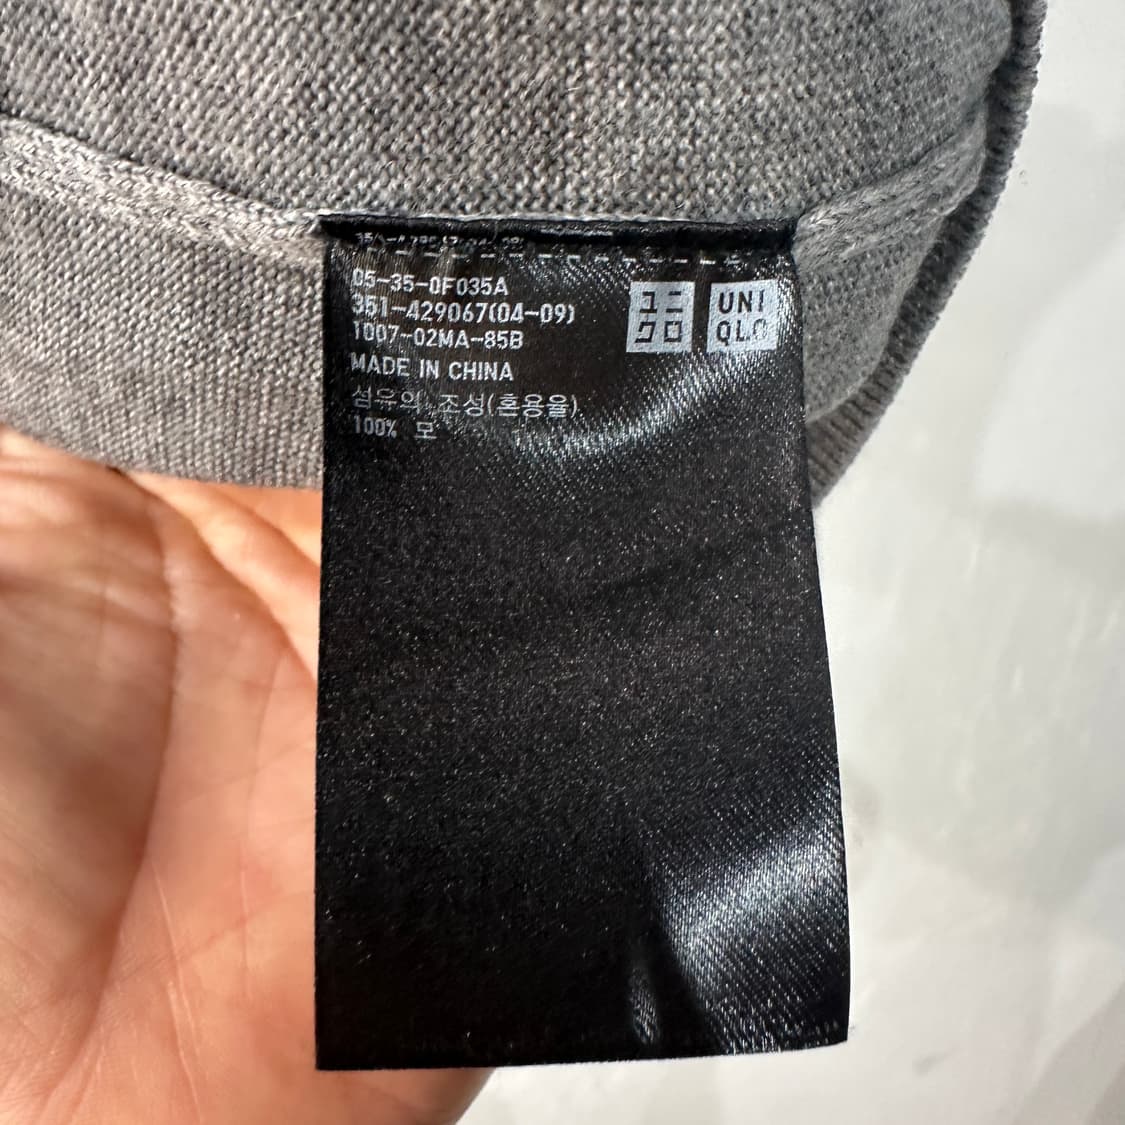 05-35-0F035A
351-429067(04-09)
1007-02MA-85B
MADE IN CHINA
섬유의 조성(혼용율)
100% 모
ユニ
クロ
UNI
QLO